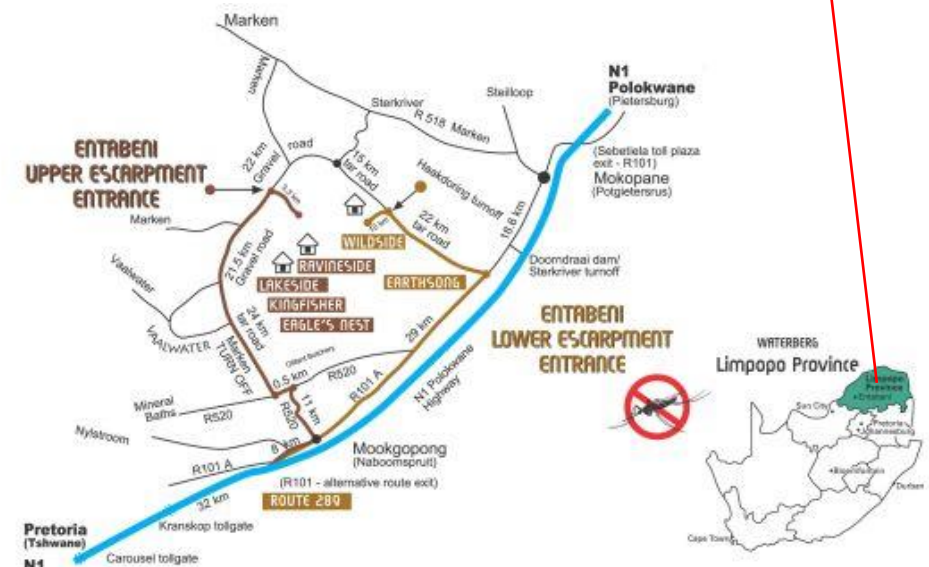 Marken
Marken
N1
Polokwane
(Pietersburg)
Steilloop
Sterkriver
R 518 Marken
(Sebetiela toll plaza
exit - R101)
Mokopane
(Potgietersrus)
ENTABENI
UPPER ESCARPMENT
ENTRANCE
22 km
Gravel road
15 km
tar road
Haakdoring turnoff
22 km
tar road
10 km
18.6 km
Marken
WILDSIDE
RAVINESIDE
LAKESIDE
KINGFISHER
EAGLE'S NEST
EARTHSONG
Doorndraai dam/
Sterkriver turnoff
21.5 km
Gravel road
Vaalwater
VAALWATER
24 km
tar road
Marken
TURN OFF
ENTABENI
LOWER ESCARPMENT
ENTRANCE
29 km
R101 A
N1 Polokwane
Highway
0.5 km
R520
Mineral
Baths
R520
R520
11 km
Nylstroom
8 km
R101 A
Mookgopong
(Naboomspruit)
(R101 - alternative route exit)
ROUTE 289
32 km
Kranskop tollgate
Pretoria
(Tshwane)
N1
Carousel tollgate
WATERBERG
Limpopo Province
Limpopo
Province
Entabeni
Sun City
Pretoria
Johannesburg
Bloemfontein
Durban
Cape Town